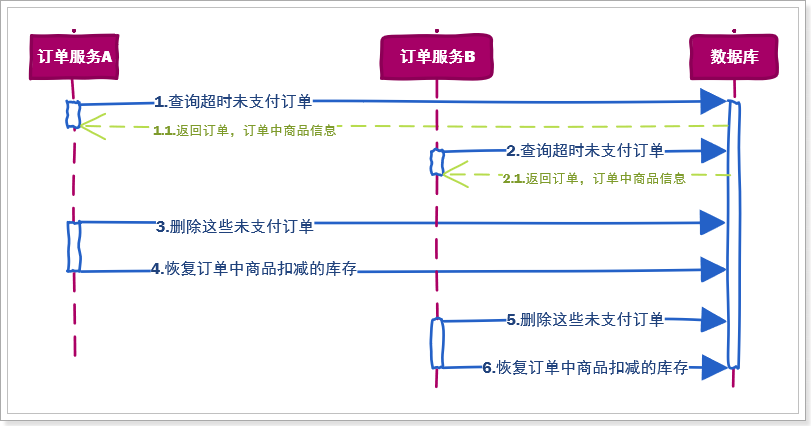 订单服务A
订单服务B
数据库
1.查询超时未支付订单
1.1.返回订单，订单中商品信息
2.查询超时未支付订单
2.1.返回订单，订单中商品信息
3.删除这些未支付订单
4.恢复订单中商品扣减的库存
5.删除这些未支付订单
6.恢复订单中商品扣减的库存